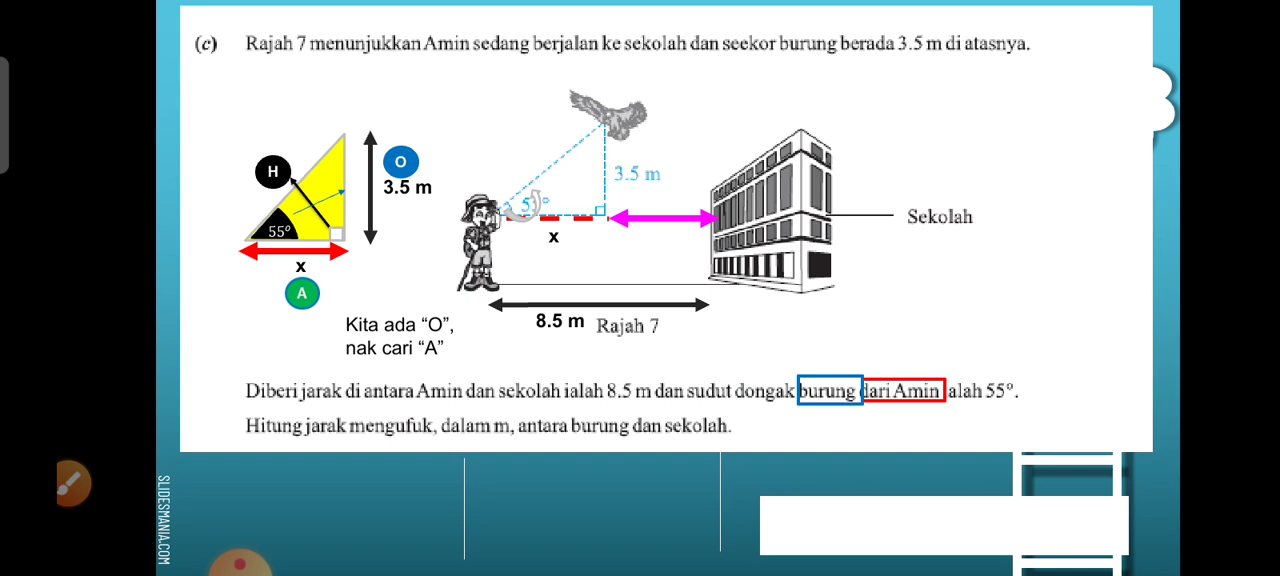 (c) Rajah 7 menunjukkan Amin sedang berjalan ke sekolah dan seekor burung berada 3.5 m di atasnya.
H
O
3.5 m
3.5 m
55°
x
A
x
Sekolah
8.5 m
Rajah 7
Kita ada “O”,
nak cari “A”
Diberi jarak di antara Amin dan sekolah ialah 8.5 m dan sudut dongak burung dari Amin ialah 55°.
Hitung jarak mengufuk, dalam m, antara burung dan sekolah.
SLIDESMANIA.COM